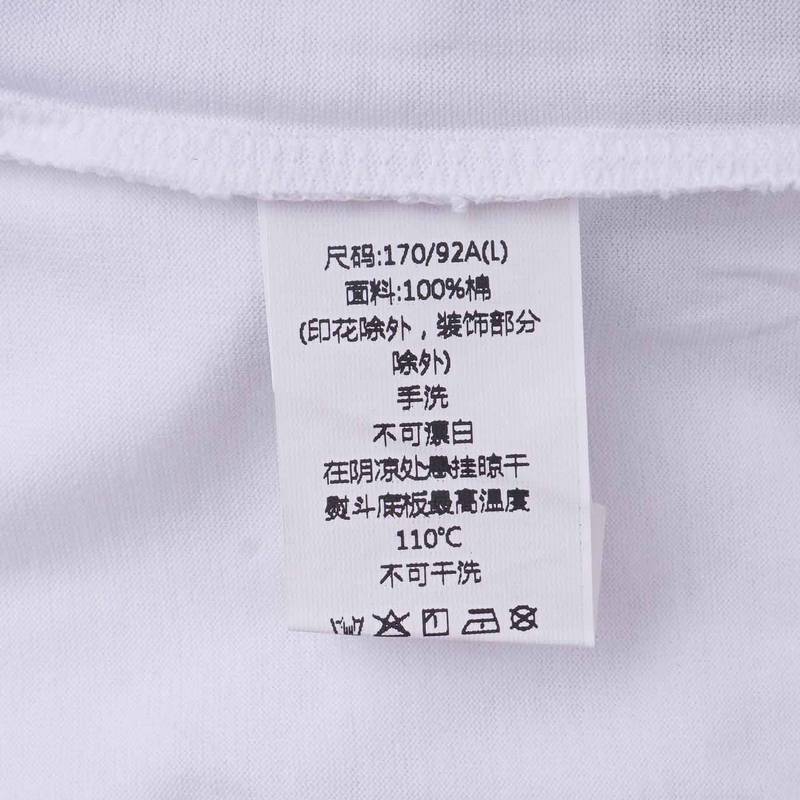 尺码:170/92A(L)
面料:100%棉
(印花除外，装饰部分
除外)
手洗
不可漂白
在阴凉处悬挂晾干
熨斗底板最高温度
110℃
不可干洗